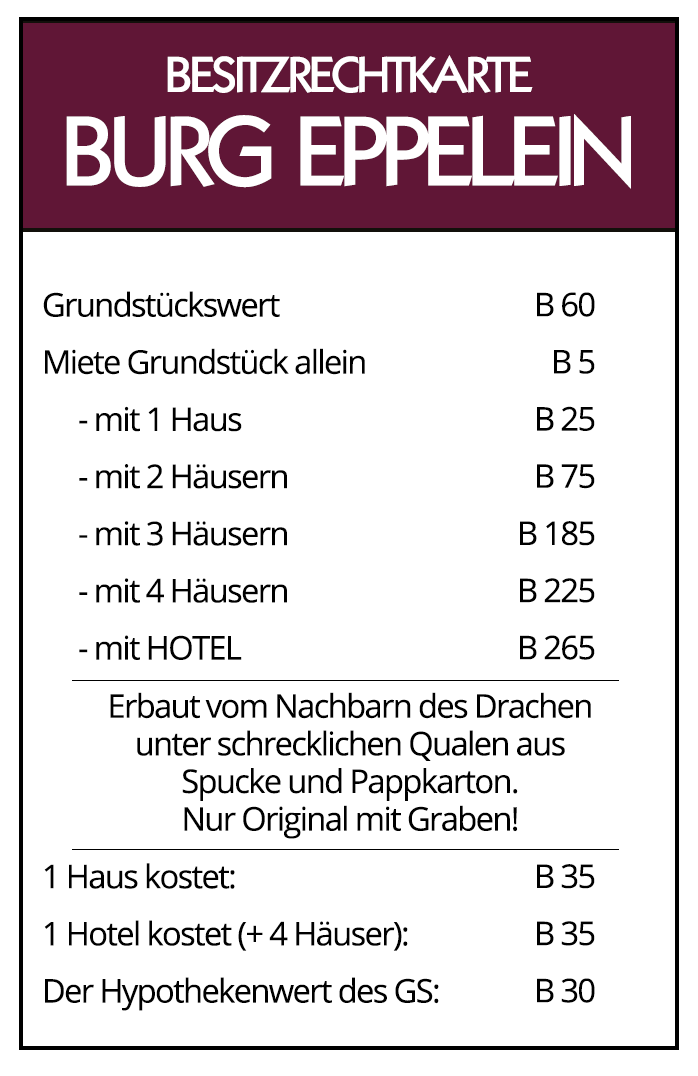 BESITZRECHTKARTE
BURG EPPELEIN
Grundstückswert B 60
Miete Grundstück allein B 5
- mit 1 Haus B 25
- mit 2 Häusern B 75
- mit 3 Häusern B 185
- mit 4 Häusern B 225
- mit HOTEL B 265
Erbaut vom Nachbarn des Drachen
unter schrecklichen Qualen aus
Spucke und Pappkarton.
Nur Original mit Graben!
1 Haus kostet: B 35
1 Hotel kostet (+ 4 Häuser): B 35
Der Hypothekenwert des GS: B 30